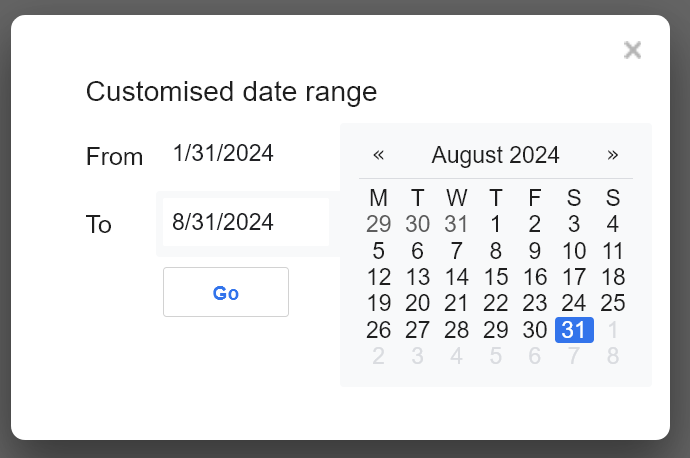 ×
Customised date range
From 1/31/2024
To 8/31/2024
Go
« August 2024 »
M T W T F S S
29 30 31 1 2 3 4
5 6 7 8 9 10 11
12 13 14 15 16 17 18
19 20 21 22 23 24 25
26 27 28 29 30 31 1
2 3 4 5 6 7 8